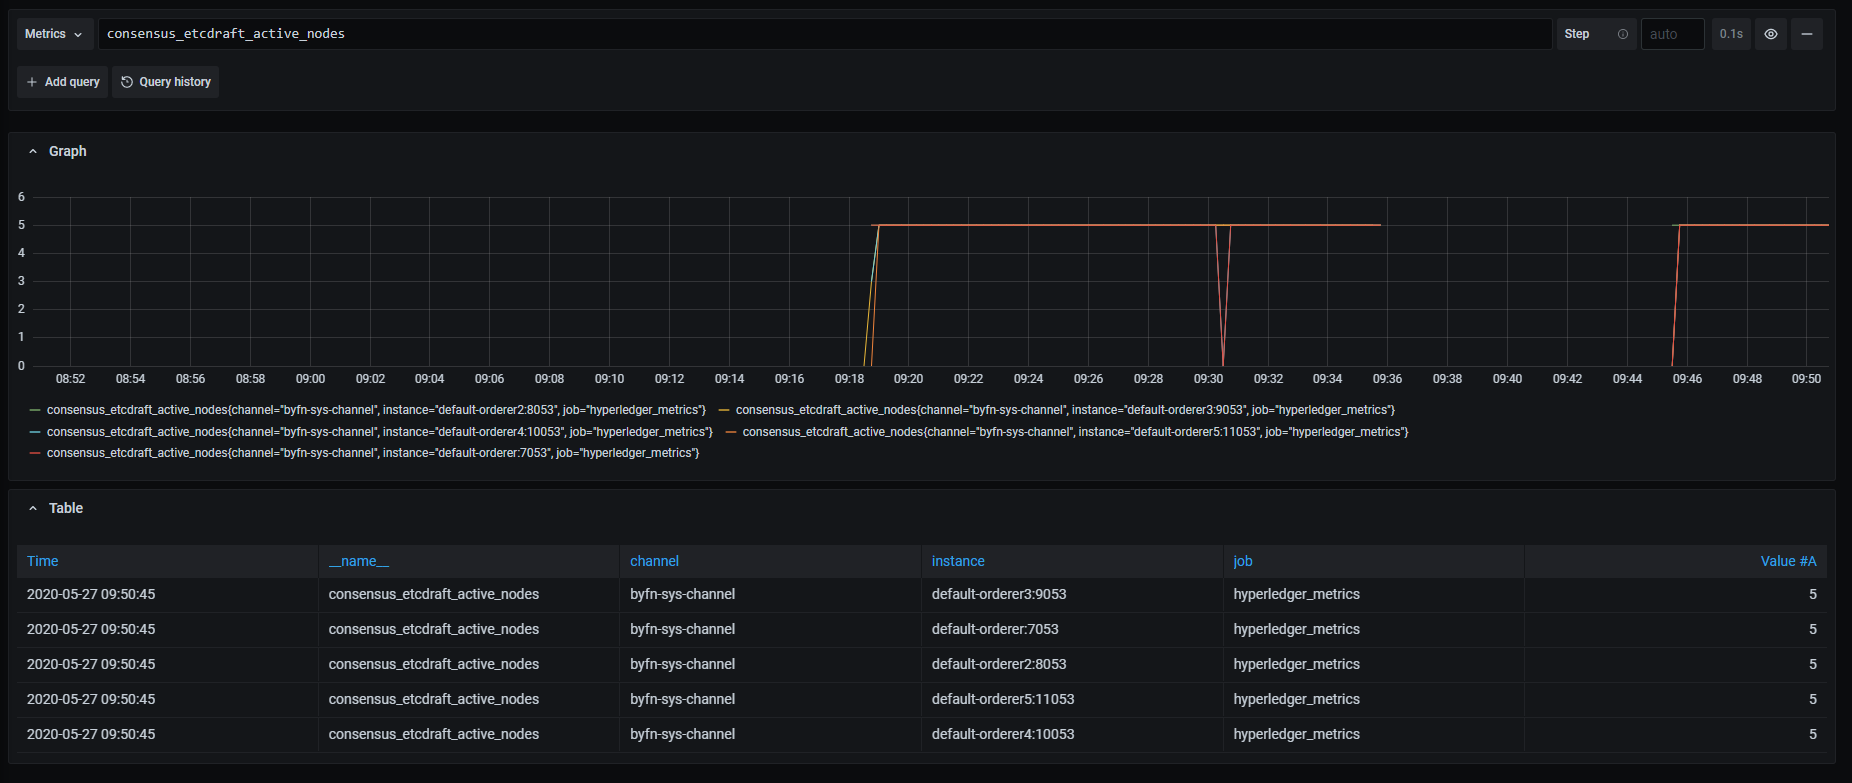 Metrics consensus_etcdraft_active_nodes Step auto 0.1s
Add query Query history
Graph
6
5
4
3
2
1
0
08:52 08:54 08:56 08:58 09:00 09:02 09:04 09:06 09:08 09:10 09:12 09:14 09:16 09:18 09:20 09:22 09:24 09:26 09:28 09:30 09:32 09:34 09:36 09:38 09:40 09:42 09:44 09:46 09:48 09:50
consensus_etcdraft_active_nodes{channel="byfn-sys-channel", instance="default-orderer2:8053", job="hyperledger_metrics"} consensus_etcdraft_active_nodes{channel="byfn-sys-channel", instance="default-orderer3:9053", job="hyperledger_metrics"}
consensus_etcdraft_active_nodes{channel="byfn-sys-channel", instance="default-orderer4:10053", job="hyperledger_metrics"} consensus_etcdraft_active_nodes{channel="byfn-sys-channel", instance="default-orderer5:11053", job="hyperledger_metrics"}
consensus_etcdraft_active_nodes{channel="byfn-sys-channel", instance="default-orderer:7053", job="hyperledger_metrics"}
Table
Time __name__ channel instance job Value #A
2020-05-27 09:50:45 consensus_etcdraft_active_nodes byfn-sys-channel default-orderer3:9053 hyperledger_metrics 5
2020-05-27 09:50:45 consensus_etcdraft_active_nodes byfn-sys-channel default-orderer:7053 hyperledger_metrics 5
2020-05-27 09:50:45 consensus_etcdraft_active_nodes byfn-sys-channel default-orderer2:8053 hyperledger_metrics 5
2020-05-27 09:50:45 consensus_etcdraft_active_nodes byfn-sys-channel default-orderer5:11053 hyperledger_metrics 5
2020-05-27 09:50:45 consensus_etcdraft_active_nodes byfn-sys-channel default-orderer4:10053 hyperledger_metrics 5